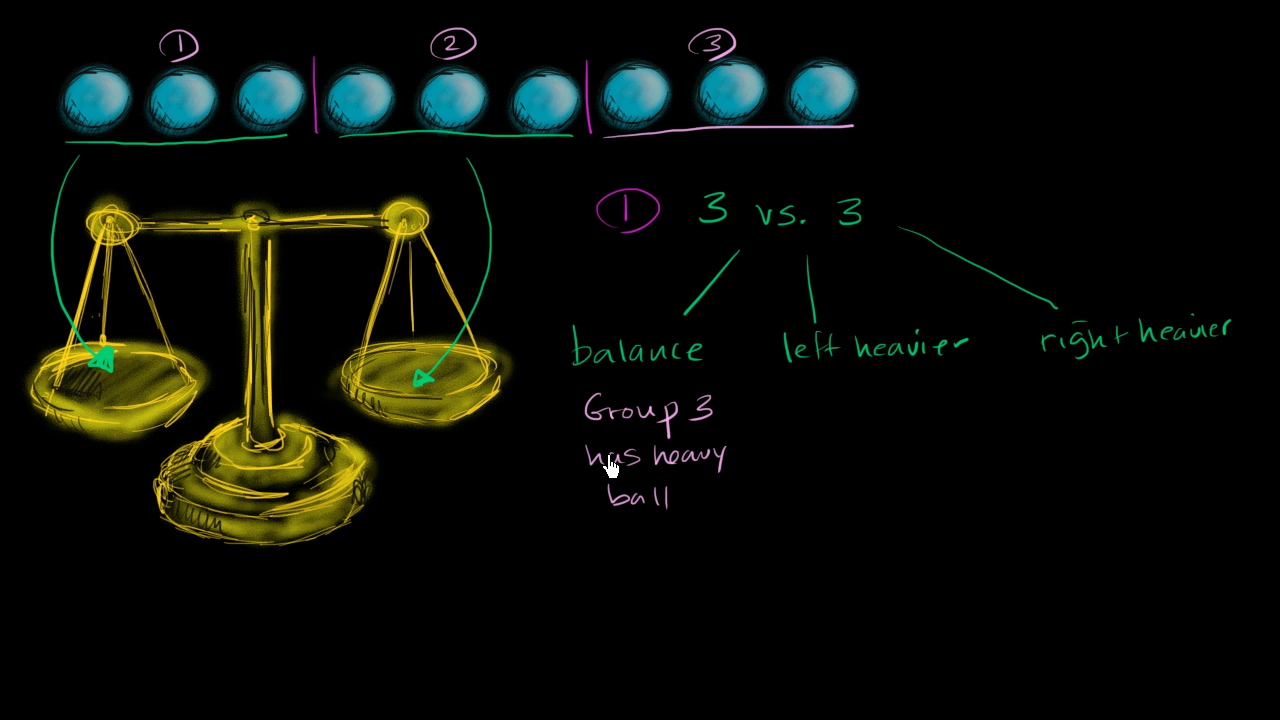 1 2 3
1 3 vs. 3
balance left heavier right heavier
Group 3
has heavy
ball